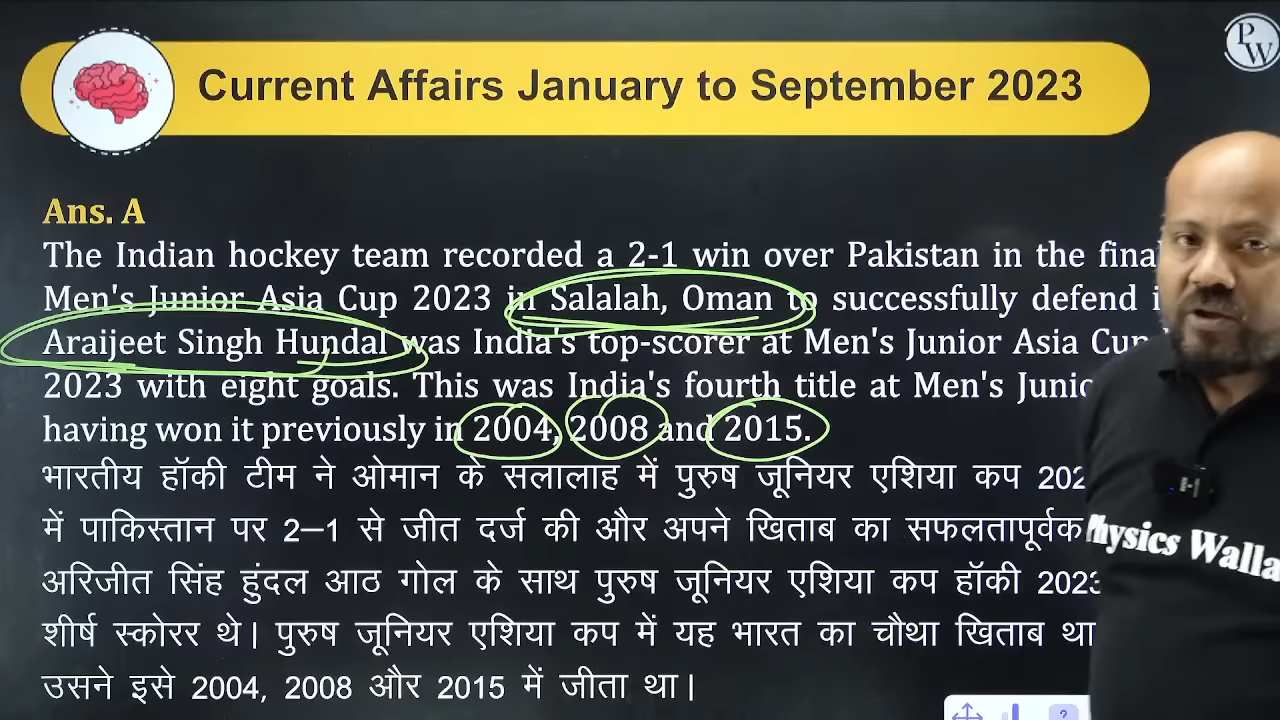 Current Affairs January to September 2023
PW
Ans. A
The Indian hockey team recorded a 2-1 win over Pakistan in the final
Men's Junior Asia Cup 2023 in Salalah, Oman to successfully defend
Araijeet Singh Hundal was India's top-scorer at Men's Junior Asia Cup
2023 with eight goals. This was India's fourth title at Men's
having won it previously in 2004, 2008 and 2015.
भारतीय हॉकी टीम ने ओमान के सलालाह में पुरुष जूनियर एशिया कप
में पाकिस्तान पर 2–1 से जीत दर्ज की और अपने खिताब का सफलतापूर्वक
अरिजीत सिंह हुंदल आठ गोल के साथ पुरुष जूनियर एशिया कप हॉकी 2023
शीर्ष स्कोरर थे। पुरुष जूनियर एशिया कप में यह भारत का चौथा खिताब था
उसने इसे 2004, 2008 और 2015 में जीता था।
Physics Walla